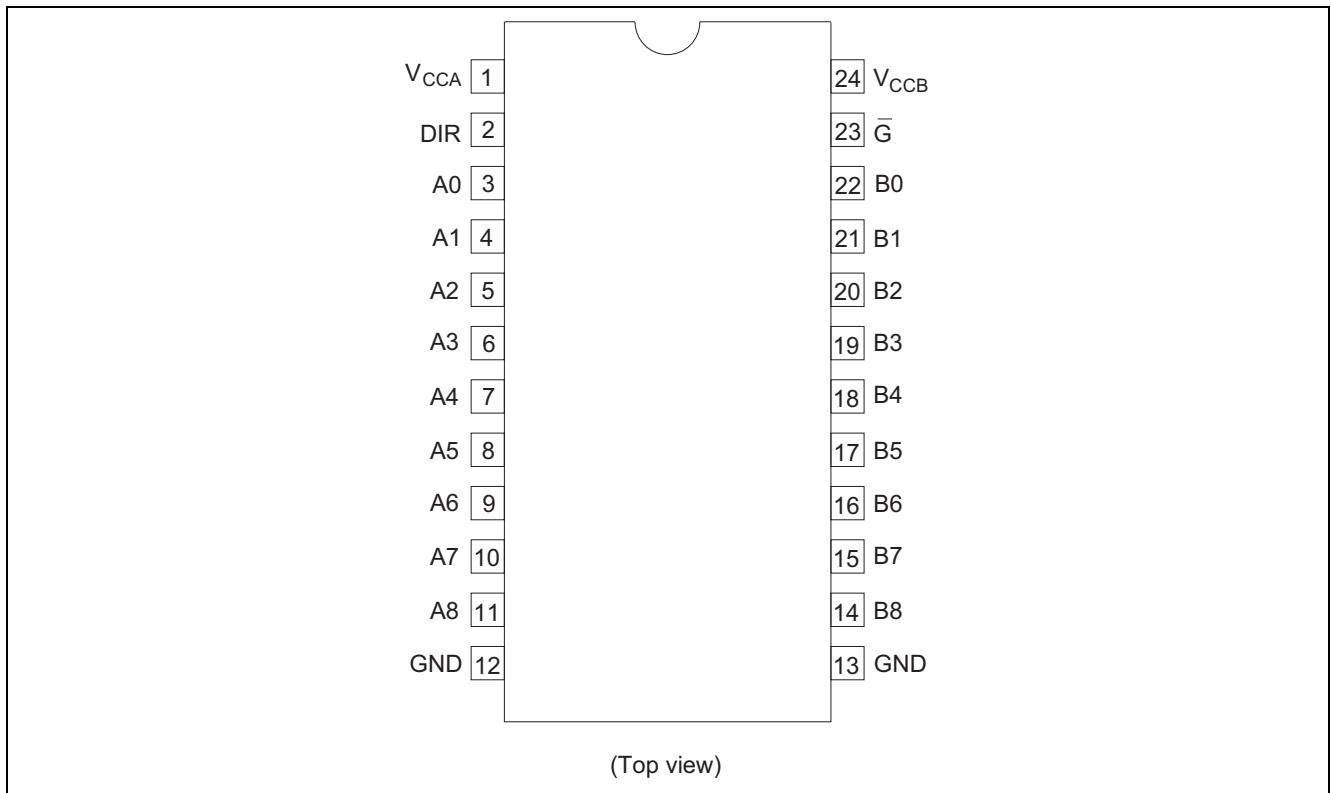 V_CCA 1 24 V_CCB
DIR 2 23 G̅
A0 3 22 B0
A1 4 21 B1
A2 5 20 B2
A3 6 19 B3
A4 7 18 B4
A5 8 17 B5
A6 9 16 B6
A7 10 15 B7
A8 11 14 B8
GND 12 13 GND
(Top view)